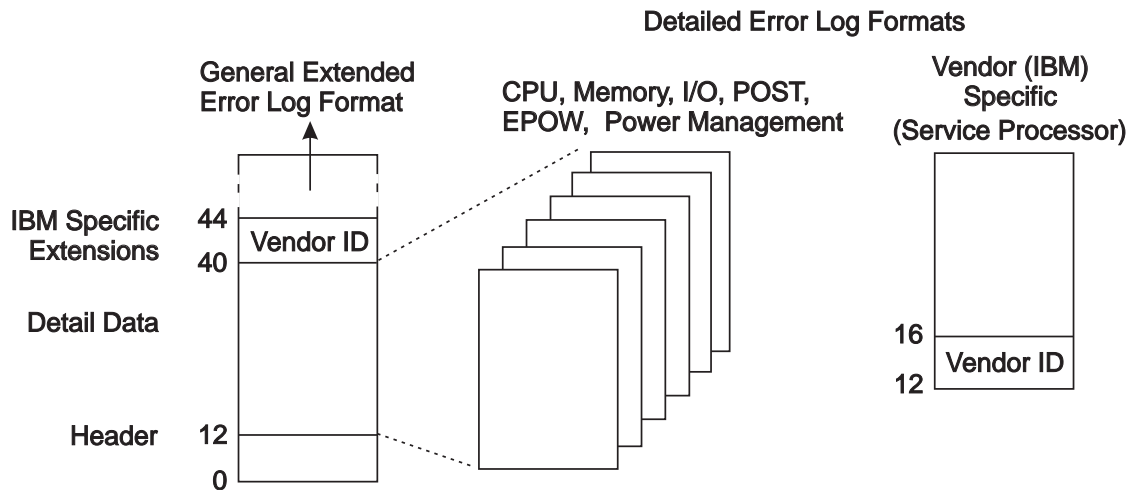 Detailed Error Log Formats
General Extended
Error Log Format
CPU, Memory, I/O, POST,
EPOW,  Power Management
Vendor (IBM)
Specific
(Service Processor)
IBM Specific
Extensions
44
Vendor ID
40
Detail Data
Header
12
0
16
Vendor ID
12